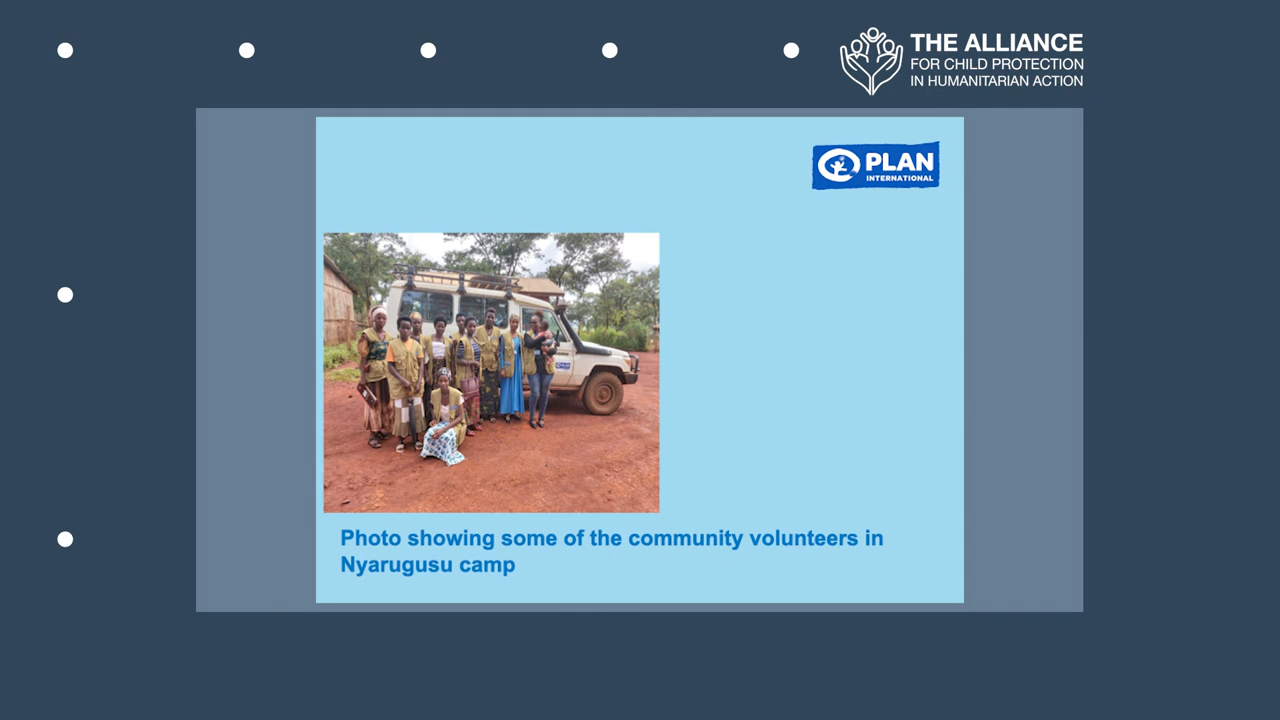 THE ALLIANCE
FOR CHILD PROTECTION
IN HUMANITARIAN ACTION
PLAN
INTERNATIONAL
Photo showing some of the community volunteers in
Nyarugusu camp